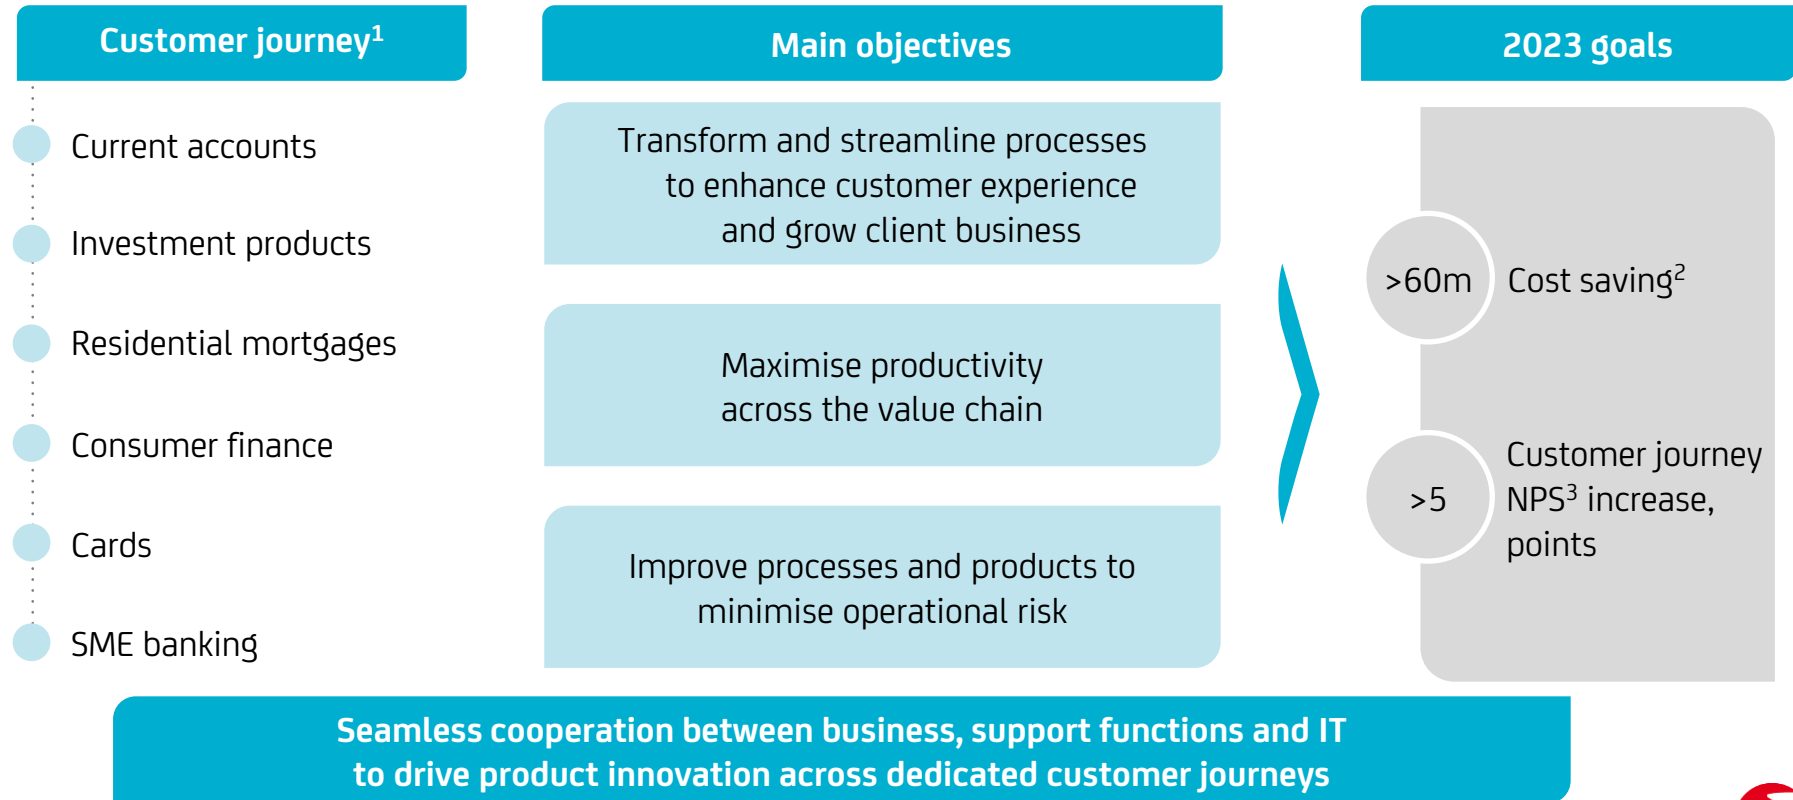 Customer journey1
Main objectives
2023 goals
Current accounts
Investment products
Residential mortgages
Consumer finance
Cards
SME banking
Transform and streamline processes
to enhance customer experience
and grow client business
Maximise productivity
across the value chain
Improve processes and products to
minimise operational risk
>60m
Cost saving2
>5
Customer journey
NPS3 increase,
points
Seamless cooperation between business, support functions and IT
to drive product innovation across dedicated customer journeys